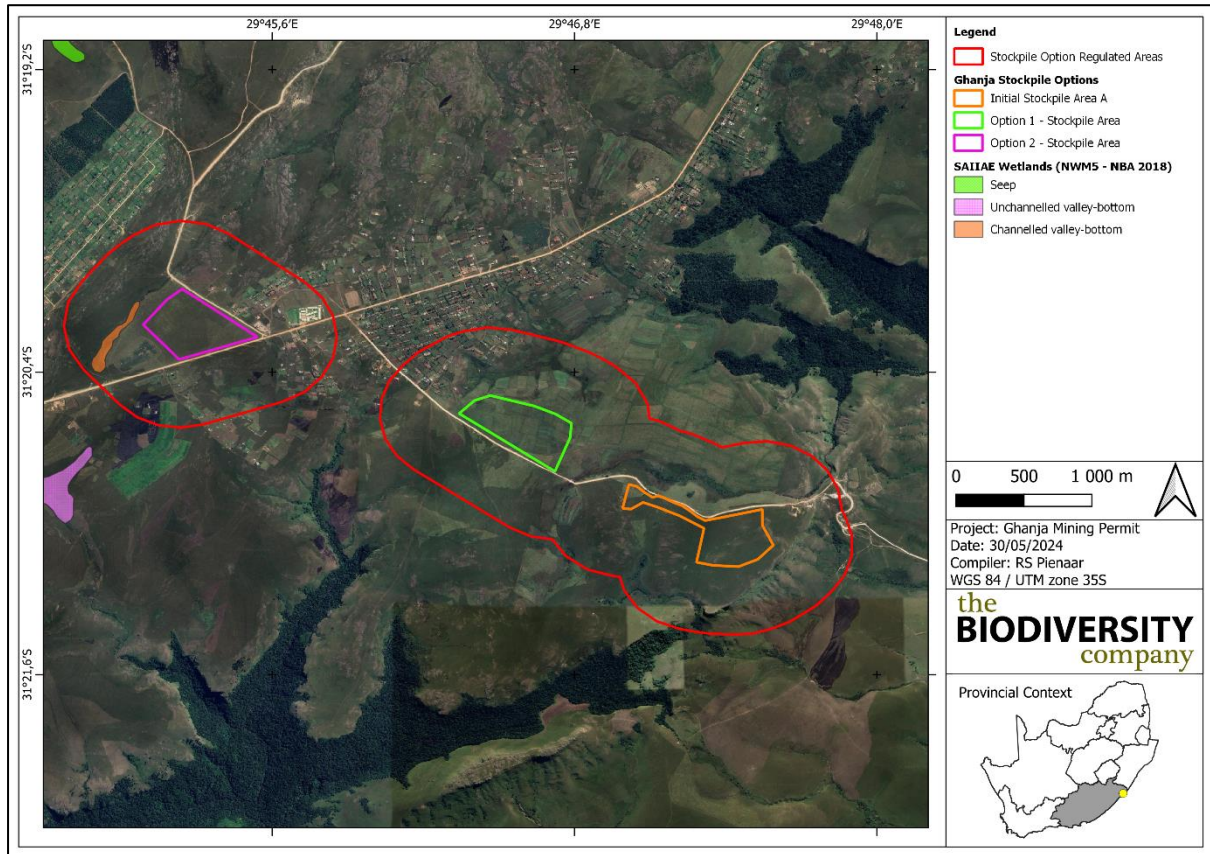 29°45,6'E
29°46,8'E
29°48,0'E
31°19,2'S
31°20,4'S
31°21,6'S
Legend
Stockpile Option Regulated Areas
Ghanja Stockpile Options
Initial Stockpile Area A
Option 1 - Stockpile Area
Option 2 - Stockpile Area
SAIIAE Wetlands (NWM5 - NBA 2018)
Seep
Unchannelled valley-bottom
Channelled valley-bottom
0 500 1 000 m
Project: Ghanja Mining Permit
Date: 30/05/2024
Compiler: RS Pienaar
WGS 84 / UTM zone 35S
the
BIODIVERSITY
company
Provincial Context